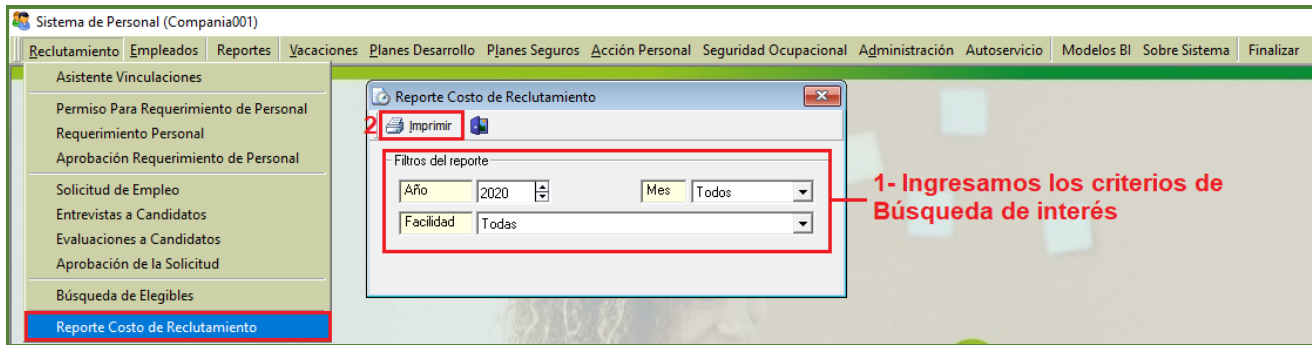 Sistema de Personal (Compania001)
Reclutamiento Empleados Reportes Vacaciones Planes Desarrollo Planes Seguros Acción Personal Seguridad Ocupacional Administración Autoservicio Modelos BI Sobre Sistema Finalizar
Asistente Vinculaciones
Permiso Para Requerimiento de Personal
Requerimiento Personal
Aprobación Requerimiento de Personal
Solicitud de Empleo
Entrevistas a Candidatos
Evaluaciones a Candidatos
Aprobación de la Solicitud
Búsqueda de Elegibles
Reporte Costo de Reclutamiento
Reporte Costo de Reclutamiento
2 Imprimir
Filtros del reporte
Año 2020 Mes Todos
Facilidad Todas
1- Ingresamos los criterios de
Búsqueda de interés